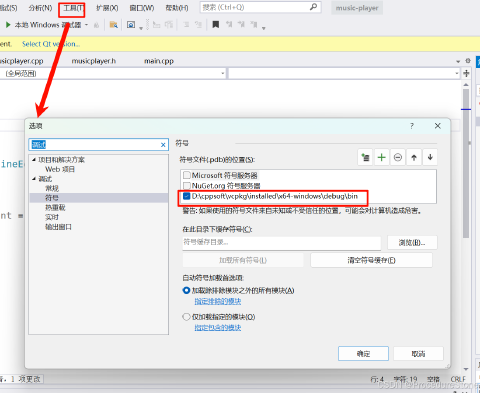 试(S) 分析(N) 工具(T) 扩展(X) 窗口(W) 帮助(H) 搜索 (Ctrl+Q) music-player
本地 Windows 调试器
ent. Select Qt version...
sicplayer.cpp musicplayer.h main.cpp
(全局范围)
选项
调试
项目和解决方案
Web 项目
调试
常规
符号
热重载
实时
输出窗口
符号
符号文件(.pdb)的位置(S):
Microsoft 符号服务器
NuGet.org 符号服务器
D:\cppsoft\vcpkg\installed\x64-windows\debug\bin
警告: 如果使用的符号文件来自未知或不受信任的位置，可能会对计算机造成危害。
在此目录下缓存符号(C):
符号缓存目录...
浏览(B)...
加载所有符号(L)
清空符号缓存(E)
自动符号加载首选项:
加载除排除模块之外的所有模块(A)
指定排除的模块
仅加载指定的模块(O)
指定包含的模块
确定
取消
ineE
nt =
，1 项更改
行: 4 字符: 19 空格 CRLF